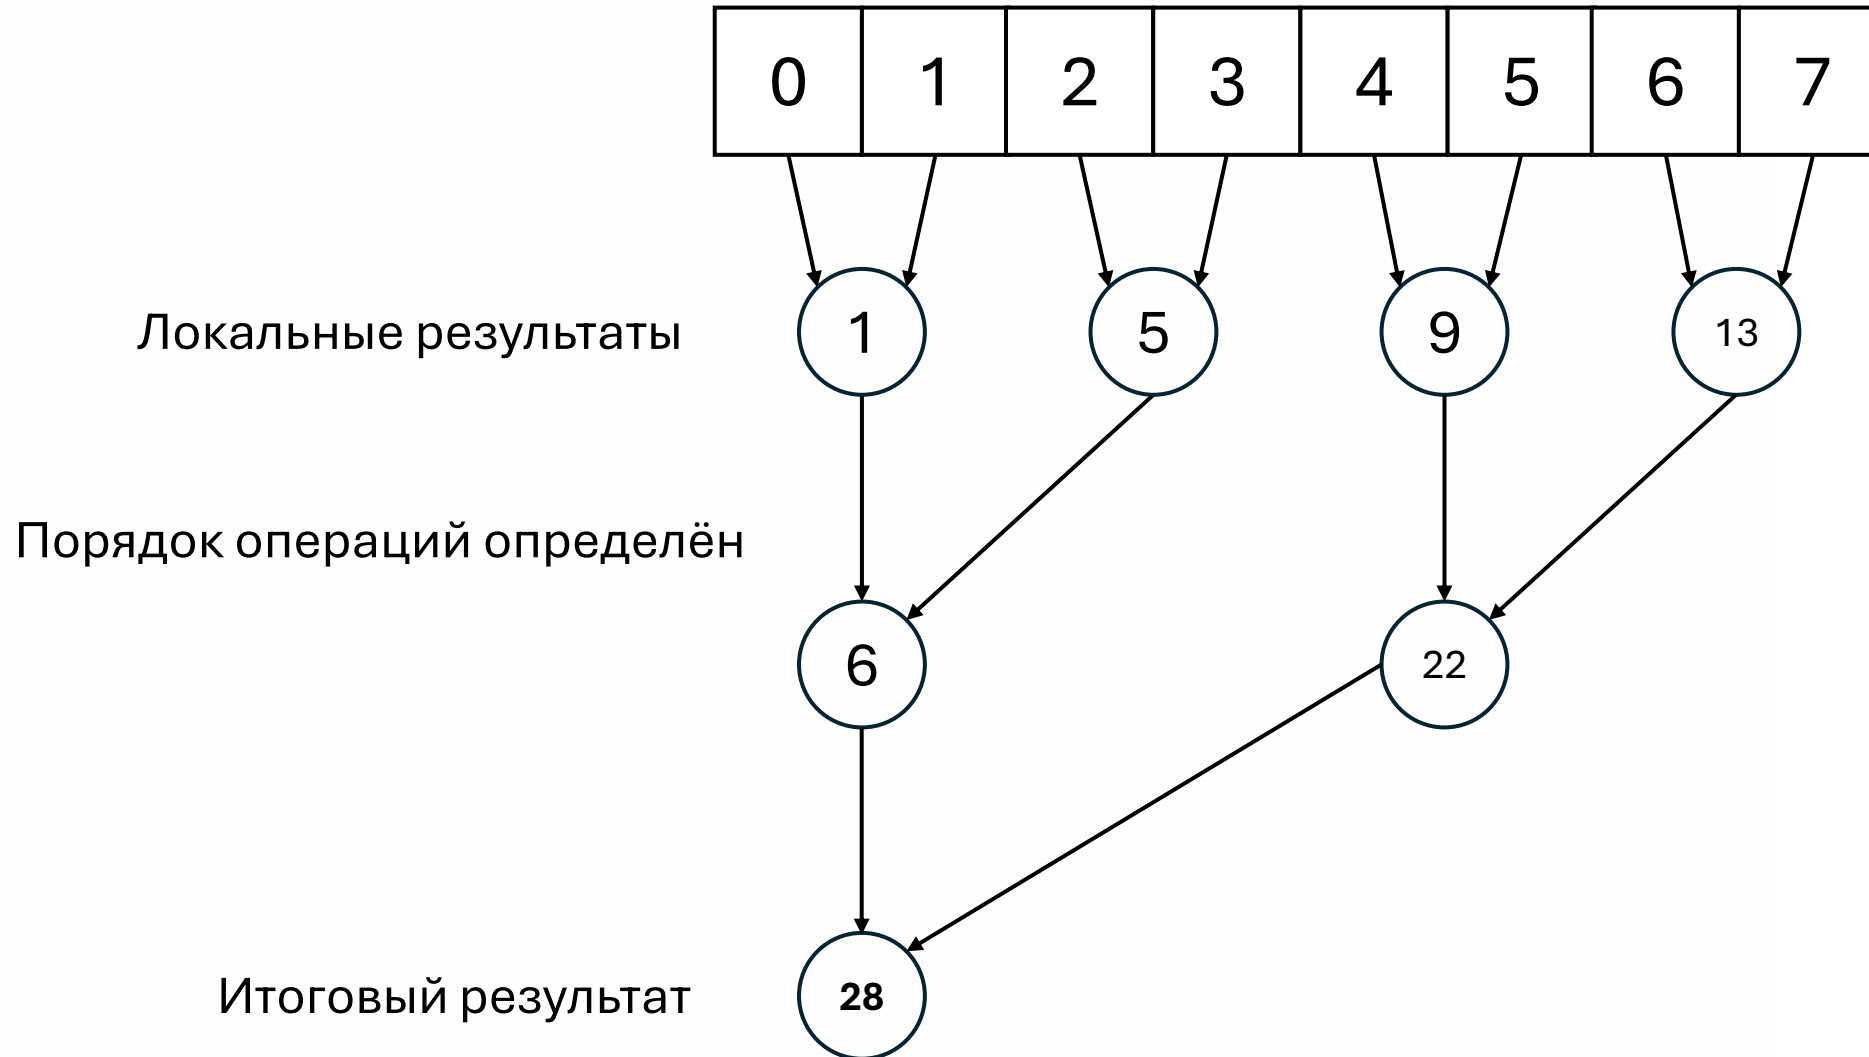 0 1 2 3 4 5 6 7
Локальные результаты 1 5 9 13
Порядок операций определён
6 22
Итоговый результат 28